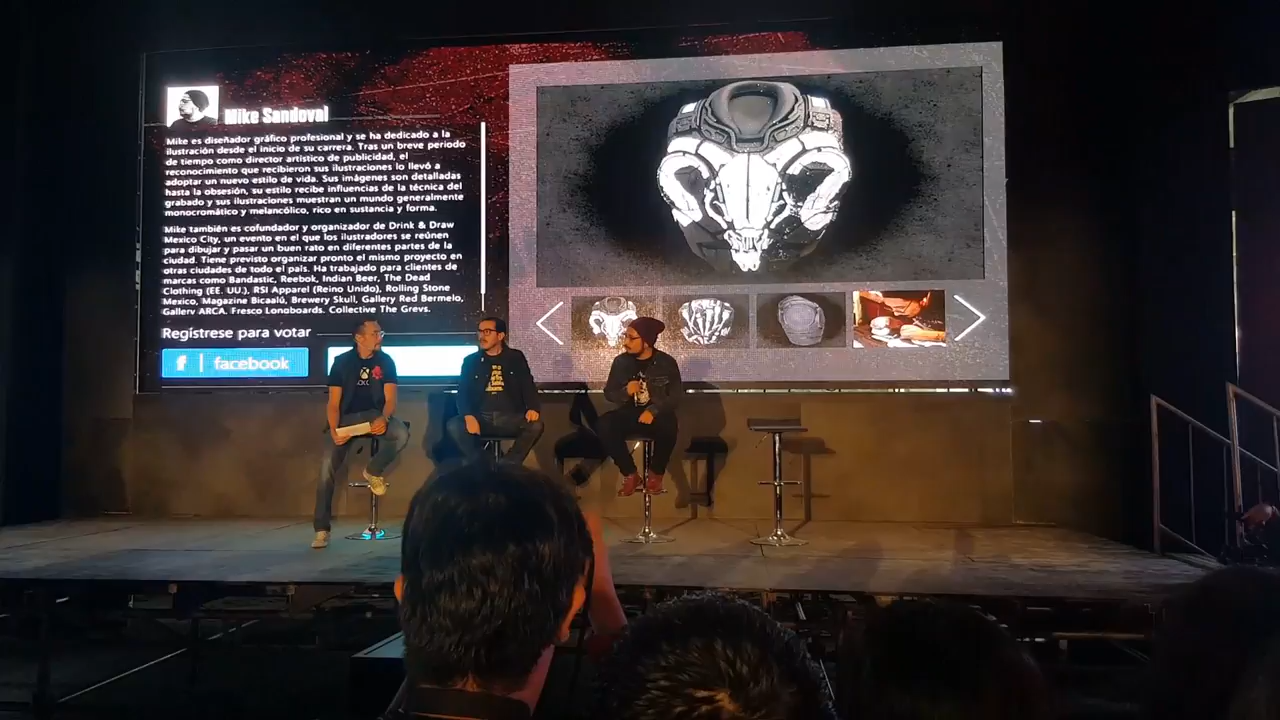 Mike Sandoval
Mike es diseñador gráfico profesional y se ha dedicado a la
ilustración desde el inicio de su carrera. Tras un breve periodo
de tiempo como director artístico de publicidad, el
reconocimiento que recibieron sus ilustraciones lo llevó a
adoptar un nuevo estilo de vida. Sus imágenes son detalladas
hasta la obsesión, su estilo recibe influencias de la técnica del
grabado y sus ilustraciones muestran un mundo generalmente
monocromático y melancólico, rico en sustancia y forma.
Mike también es cofundador y organizador de Drink & Draw
Mexico City, un evento en el que los ilustradores se reúnen
para dibujar y pasar un buen rato en diferentes partes de la
ciudad. Tiene previsto organizar pronto el mismo proyecto en
otras ciudades de todo el país. Ha trabajado para clientes de
marcas como Bandastic, Reebok, Indian Beer, The Dead
Clothing (EE. UU.), RSI Apparel (Reino Unido), Rolling Stone
Mexico, Magazine Bicaalú, Brewery Skull, Gallery Red Bermelo,
Gallery ARCA, Fresco Longboards, Collective The Greys.
Regístrese para votar
f | facebook